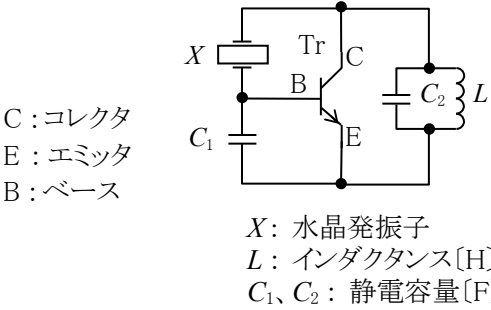 X
Tr
C
B
E
C₁
C₂
L
C:コレクタ
E:エミッタ
B:ベース
X: 水晶発振子
L: インダクタンス〔H〕
C₁、C₂: 静電容量〔F